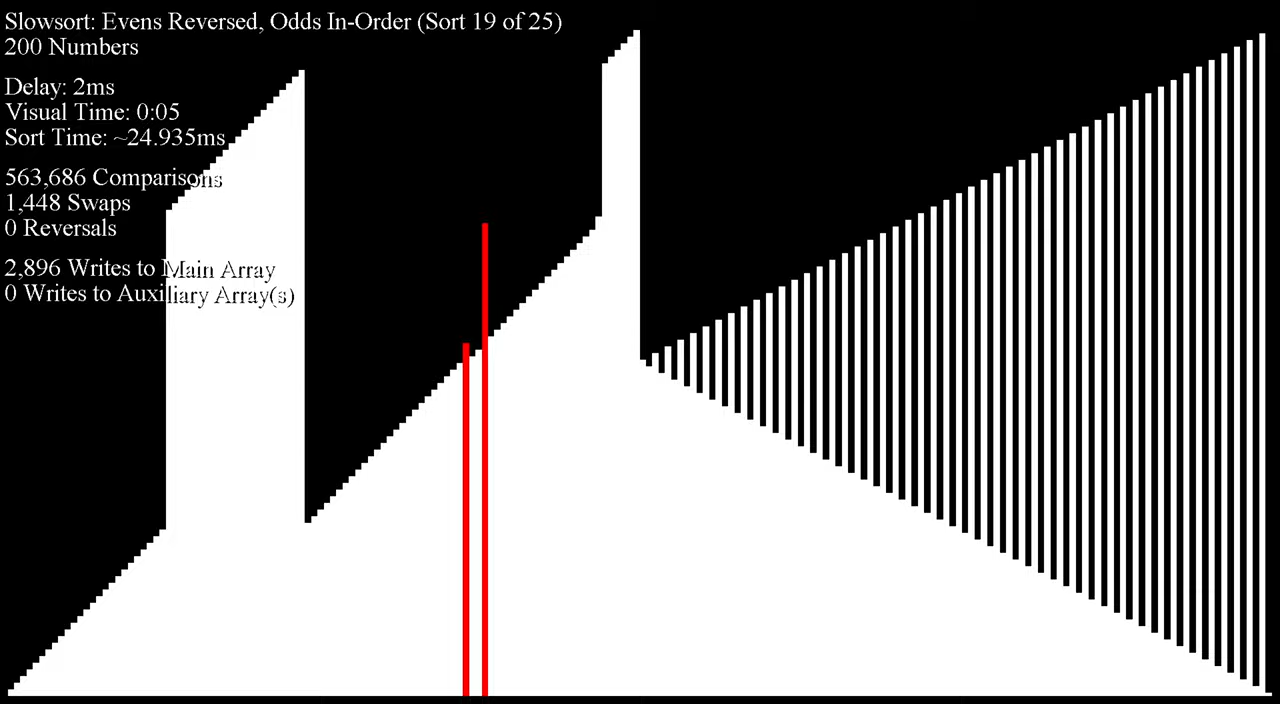 Slowsort: Evens Reversed, Odds In-Order (Sort 19 of 25)
200 Numbers
Delay: 2ms
Visual Time: 0:05
Sort Time: ~24.935ms
563,686 Comparisons
1,448 Swaps
0 Reversals
2,896 Writes to Main Array
0 Writes to Auxiliary Array(s)